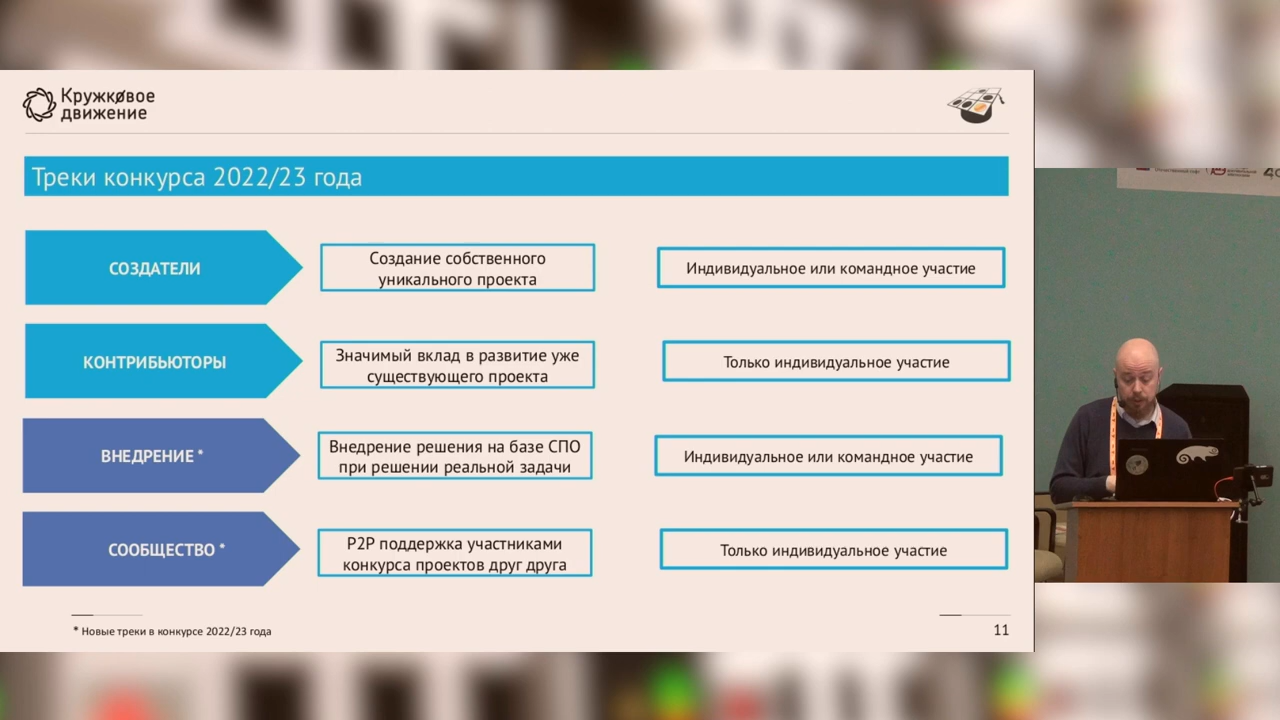 Кружковое
движение
Треки конкурса 2022/23 года
СОЗДАТЕЛИ
Создание собственного
уникального проекта
Индивидуальное или командное участие
КОНТРИБЬЮТОРЫ
Значимый вклад в развитие уже
существующего проекта
Только индивидуальное участие
ВНЕДРЕНИЕ *
Внедрение решения на базе СПО
при решении реальной задачи
Индивидуальное или командное участие
СООБЩЕСТВО *
P2P поддержка участниками
конкурса проектов друг друга
Только индивидуальное участие
* Новые треки в конкурсе 2022/23 года
11